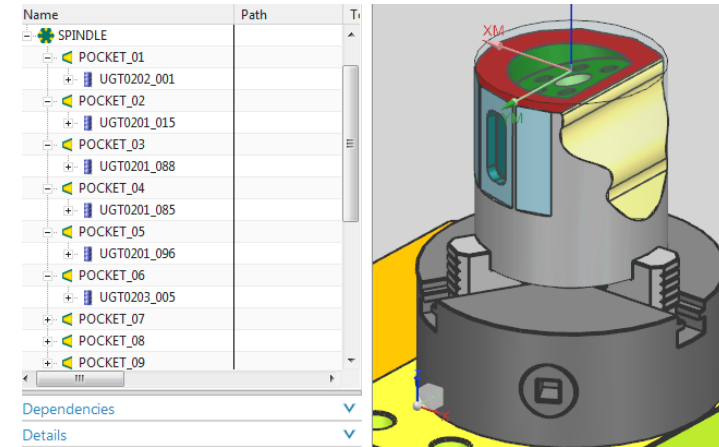 Name Path
SPINDLE
POCKET_01
UGT0202_001
POCKET_02
UGT0201_015
POCKET_03
UGT0201_088
POCKET_04
UGT0201_085
POCKET_05
UGT0201_096
POCKET_06
UGT0203_005
POCKET_07
POCKET_08
POCKET_09
Dependencies
Details
XM
YM